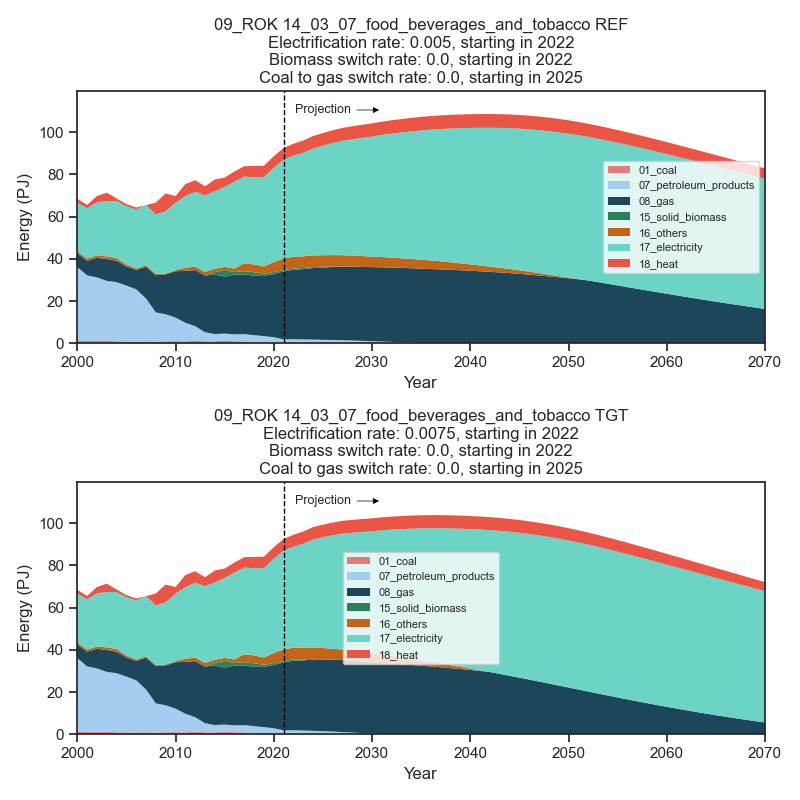 09_ROK 14_03_07_food_beverages_and_tobacco REF
Electrification rate: 0.005, starting in 2022
Biomass switch rate: 0.0, starting in 2022
Coal to gas switch rate: 0.0, starting in 2025
Projection
100
80
60
40
20
0
Energy (PJ)
01_coal
07_petroleum_products
08_gas
15_solid_biomass
16_others
17_electricity
18_heat
2000 2010 2020 2030 2040 2050 2060 2070
Year
09_ROK 14_03_07_food_beverages_and_tobacco TGT
Electrification rate: 0.0075, starting in 2022
Biomass switch rate: 0.0, starting in 2022
Coal to gas switch rate: 0.0, starting in 2025
Projection
100
80
60
40
20
0
Energy (PJ)
01_coal
07_petroleum_products
08_gas
15_solid_biomass
16_others
17_electricity
18_heat
2000 2010 2020 2030 2040 2050 2060 2070
Year